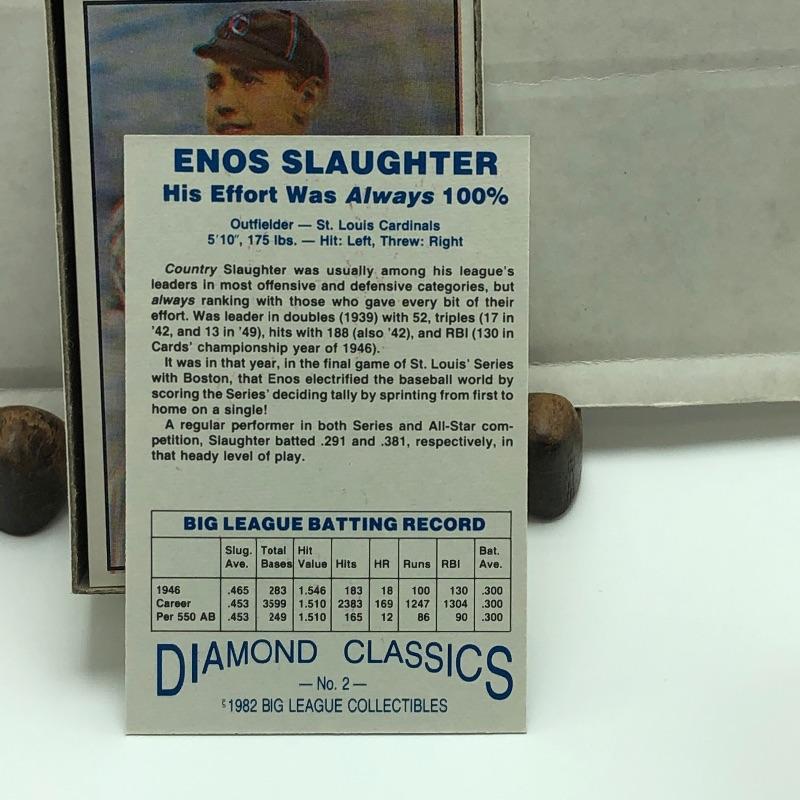 C
ENOS SLAUGHTER
His Effort Was Always 100%
Outfielder — St. Louis Cardinals
5'10", 175 lbs. — Hit: Left, Threw: Right
Country Slaughter was usually among his league's
leaders in most offensive and defensive categories, but
always ranking with those who gave every bit of their
effort. Was leader in doubles (1939) with 52, triples (17 in
'42, and 13 in '49), hits with 188 (also '42), and RBI (130 in
Cards' championship year of 1946).
It was in that year, in the final game of St. Louis' Series
with Boston, that Enos electrified the baseball world by
scoring the Series' deciding tally by sprinting from first to
home on a single!
A regular performer in both Series and All-Star com-
petition, Slaughter batted .291 and .381, respectively, in
that heady level of play.
BIG LEAGUE BATTING RECORD
Slug. Ave. Total Bases Hit Value Hits HR Runs RBI Bat. Ave.
1946 .465 283 1.546 183 18 100 130 .300
Career .453 3599 1.510 2383 169 1247 1304 .300
Per 550 AB .453 249 1.510 165 12 86 90 .300
DIAMOND CLASSICS
— No. 2 —
1982 BIG LEAGUE COLLECTIBLES